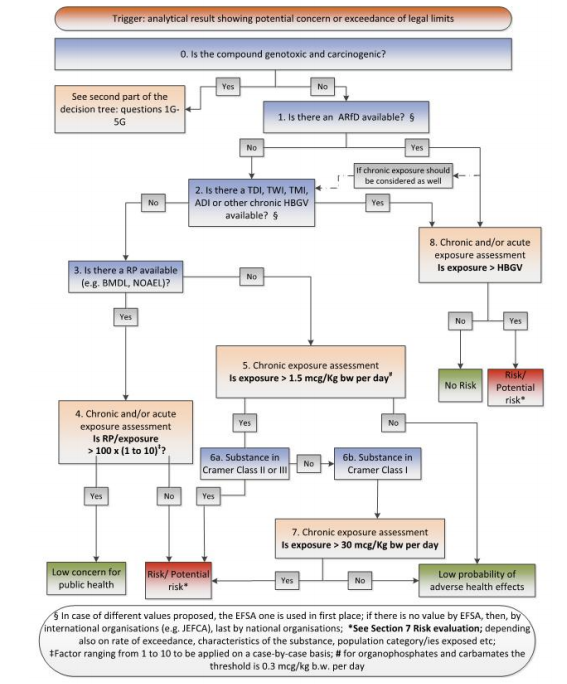 Trigger: analytical result showing potential concern or exceedance of legal limits
0. Is the compound genotoxic and carcinogenic?
Yes
No
See second part of the
decision tree: questions 1G-
5G
1. Is there an ARfD available? §
No
Yes
If chronic exposure should
be considered as well
2. Is there a TDI, TWI, TMI,
ADI or other chronic HBGV
available? §
No
Yes
8. Chronic and/or acute
exposure assessment
Is exposure > HBGV
3. Is there a RP available
(e.g. BMDL, NOAEL)?
No
Yes
No
Yes
5. Chronic exposure assessment
Is exposure > 1.5 mcg/Kg bw per day#
No Risk
Risk/
Potential
risk*
4. Chronic and/or acute
exposure assessment
Is RP/exposure
> 100 x (1 to 10)‡?
Yes
No
6a. Substance in
Cramer Class II or III
No
6b. Substance in
Cramer Class I
Yes
No
Yes
7. Chronic exposure assessment
Is exposure > 30 mcg/Kg bw per day
Low concern for
public health
Risk/ Potential
risk*
Yes
No
Low probability of
adverse health effects
§ In case of different values proposed, the EFSA one is used in first place; if there is no value by EFSA, then, by
international organisations (e.g. JEFCA), last by national organisations; *See Section 7 Risk evaluation; depending
also on rate of exceedance, characteristics of the substance, population category/ies exposed etc;
‡Factor ranging from 1 to 10 to be applied on a case-by-case basis; # for organophosphates and carbamates the
threshold is 0.3 mcg/kg b.w. per day